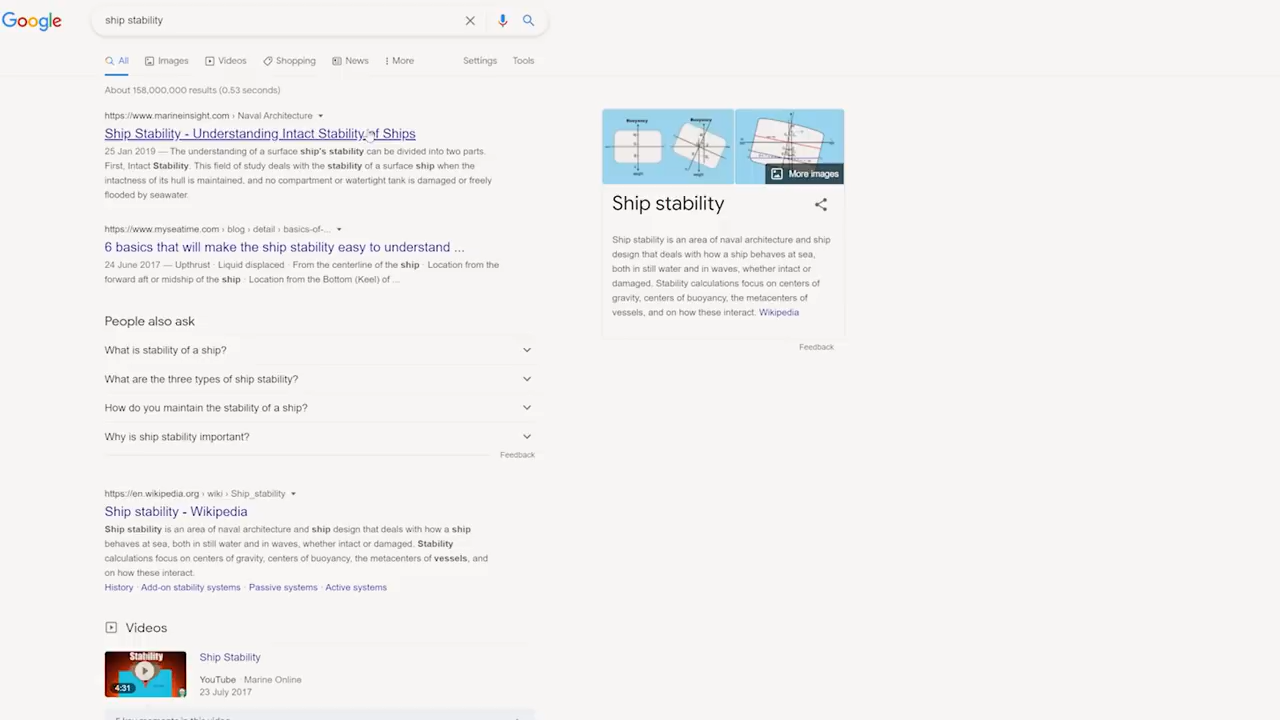 Google
ship stability
All
Images
Videos
Shopping
News
More
Settings
Tools
About 158,000,000 results (0.53 seconds)
https://www.marineinsight.com › Naval Architecture
Ship Stability - Understanding Intact Stability of Ships
25 Jan 2019 — The understanding of a surface ship's stability can be divided into two parts.
First, Intact Stability. This field of study deals with the stability of a surface ship when the
intactness of its hull is maintained, and no compartment or watertight tank is damaged or freely
flooded by seawater.
https://www.myseatime.com › blog › detail › basics-of-...
6 basics that will make the ship stability easy to understand ...
24 June 2017 — Upthrust · Liquid displaced · From the centerline of the ship · Location from the
forward aft or midship of the ship · Location from the Bottom (Keel) of ...
People also ask
What is stability of a ship?
What are the three types of ship stability?
How do you maintain the stability of a ship?
Why is ship stability important?
Feedback
https://en.wikipedia.org › wiki › Ship_stability
Ship stability - Wikipedia
Ship stability is an area of naval architecture and ship design that deals with how a ship
behaves at sea, both in still water and in waves, whether intact or damaged. Stability
calculations focus on centers of gravity, centers of buoyancy, the metacenters of vessels, and
on how these interact.
History · Add-on stability systems · Passive systems · Active systems
Videos
Stability
4:31
Ship Stability
YouTube · Marine Online
23 July 2017
5 key moments in this video
Buoyancy
Buoyancy
More images
Ship stability
Ship stability is an area of naval architecture and ship
design that deals with how a ship behaves at sea,
both in still water and in waves, whether intact or
damaged. Stability calculations focus on centers of
gravity, centers of buoyancy, the metacenters of
vessels, and on how these interact. Wikipedia
Feedback